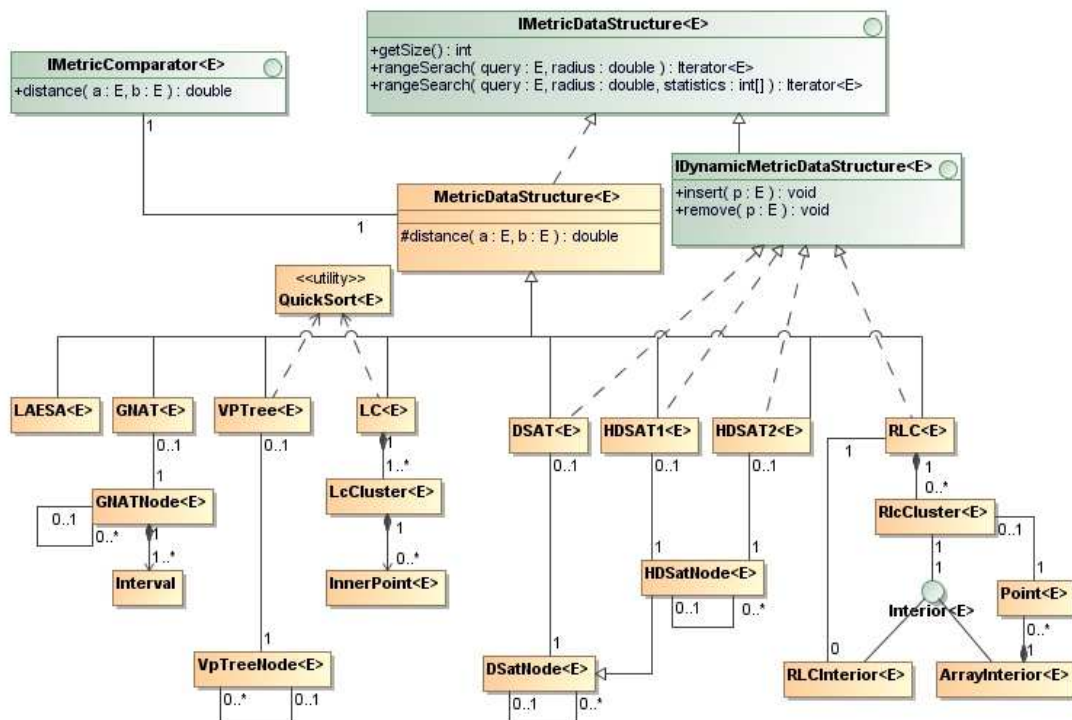 IMetricDataStructure<E>
+getSize() : int
+rangeSerach( query : E, radius : double ) : Iterator<E>
+rangeSearch( query : E, radius : double, statistics : int[] ) : Iterator<E>
IMetricComparator<E>
+distance( a : E, b : E ) : double
1
IDynamicMetricDataStructure<E>
+insert( p : E ) : void
+remove( p : E ) : void
MetricDataStructure<E>
1
#distance( a : E, b : E ) : double
<<utility>>
QuickSort<E>
LAESA<E>
GNAT<E>
VPTree<E>
LC<E>
DSAT<E>
HDSAT1<E>
HDSAT2<E>
RLC<E>
0..1
0..1
1
0..1
0..1
0..1
1
1
1
1..*
0..*
GNATNode<E>
LcCluster<E>
RlcCluster<E>
0..1
0..*
1
1
0..1
1..*
0..*
1
1
1
1
1
Interval
InnerPoint<E>
HDSatNode<E>
Point<E>
0..1
0..*
Interior<E>
0..*
1
1
0
1
VpTreeNode<E>
DSatNode<E>
RLCInterior<E>
ArrayInterior<E>
0..*
0..1
0..1
0..*